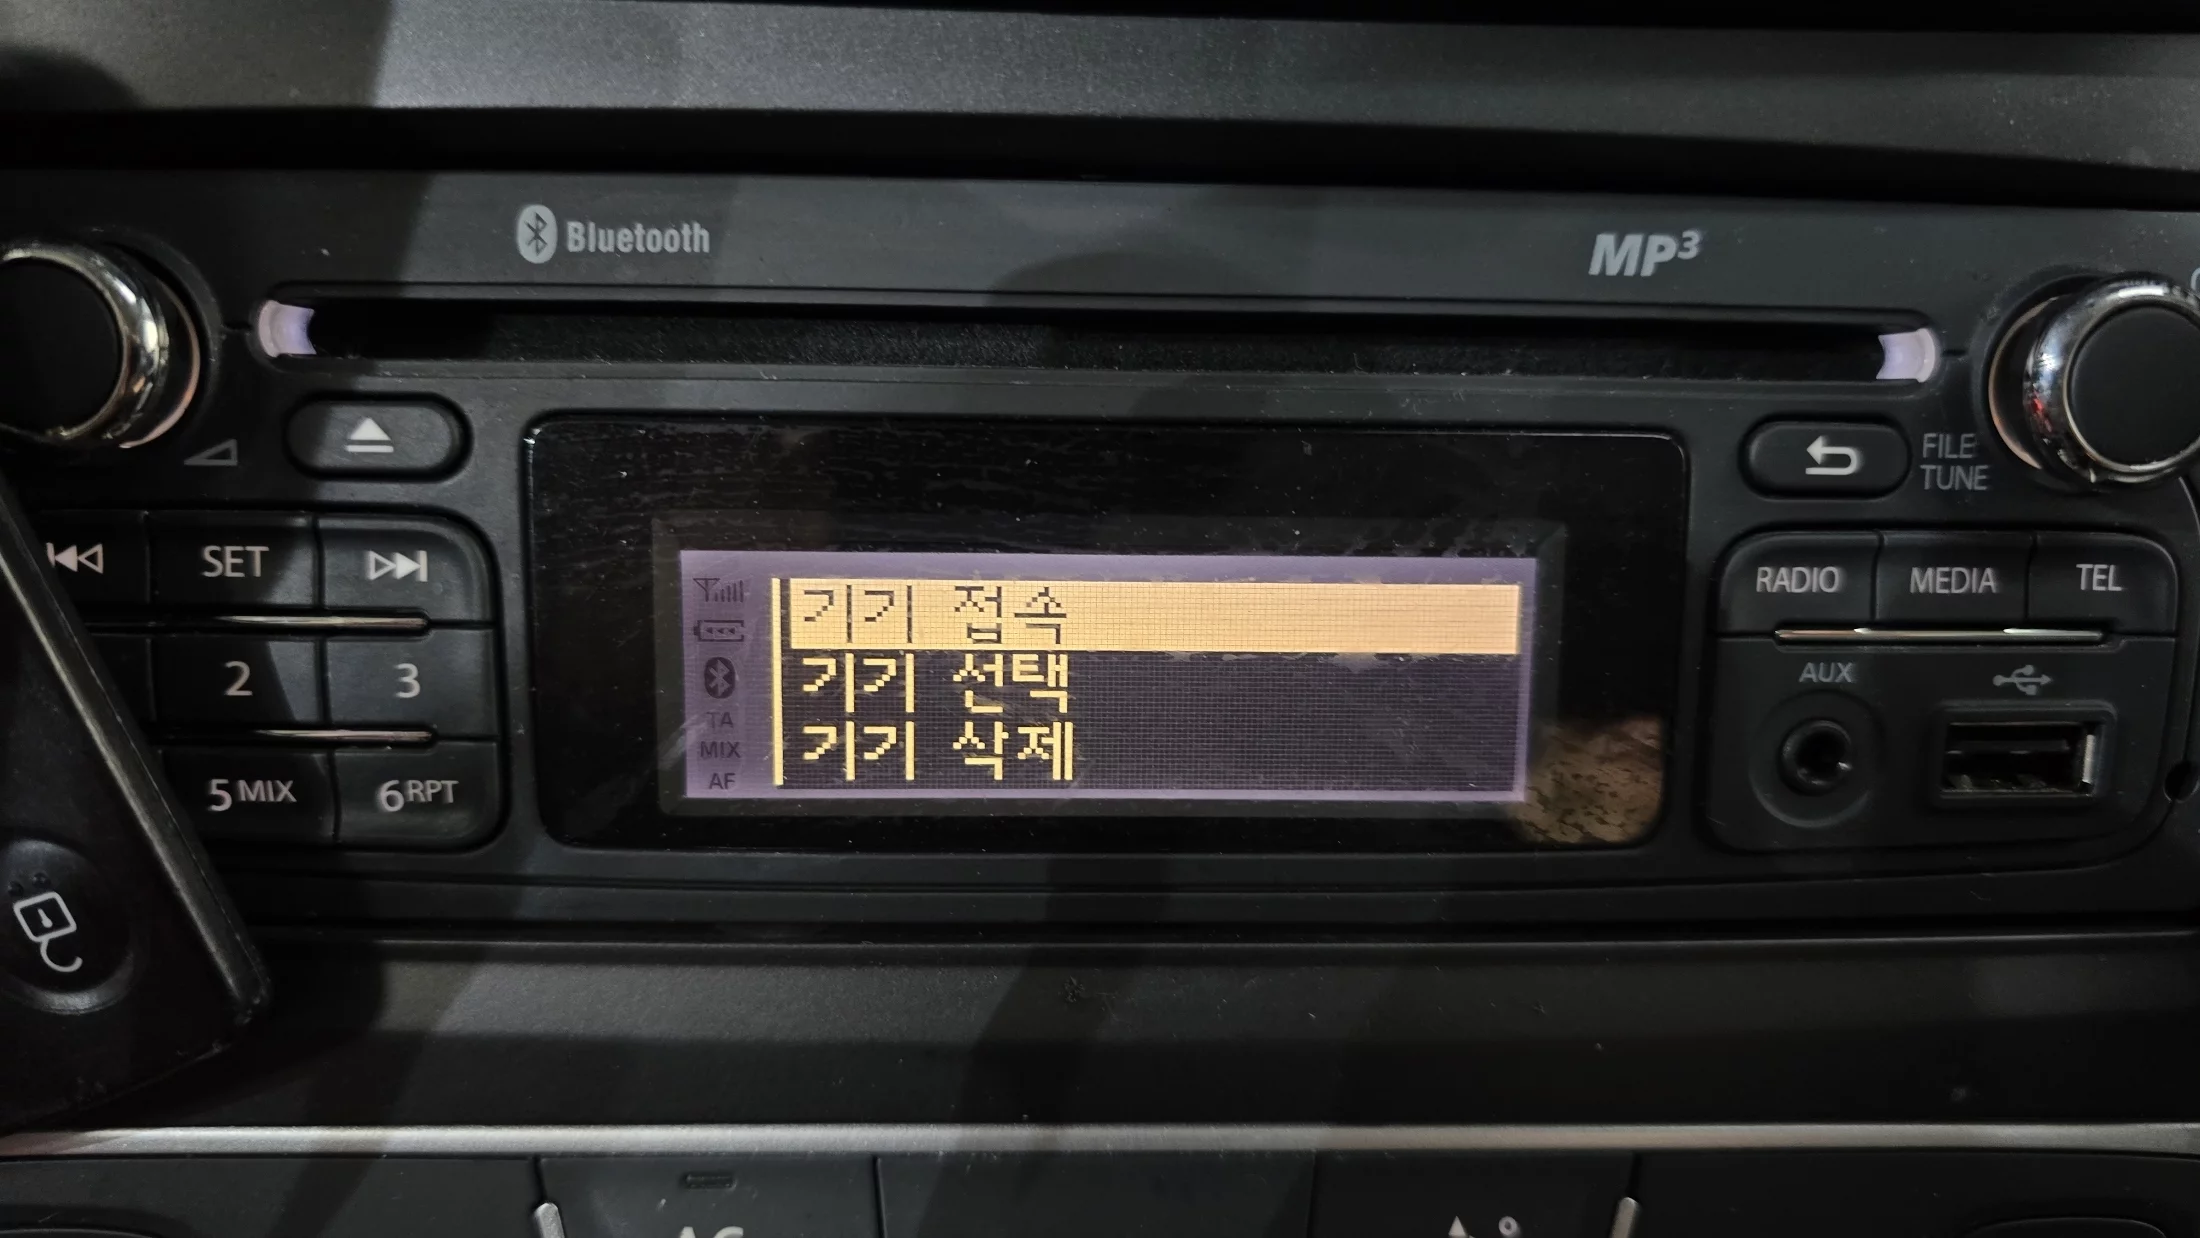 Bluetooth
MP3
FILE
TUNE
SET
RADIO
MEDIA
TEL
기기 접속
기기 선택
기기 삭제
TA
MIX
AF
2
3
AUX
5 MIX
6 RPT